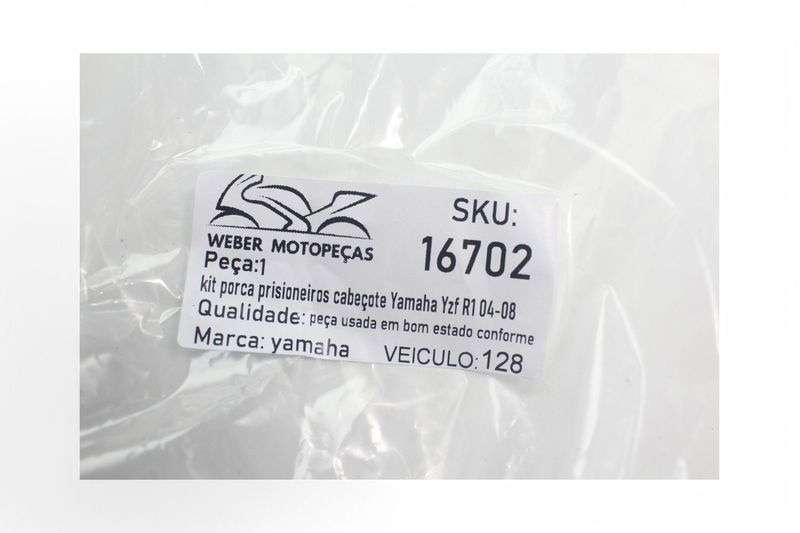 WEBER MOTOPEÇAS
SKU:
16702
Peça:1
kit porca prisioneiros cabeçote Yamaha Yzf R1 04-08
Qualidade: peça usada em bom estado conforme
Marca: yamaha VEICULO: 128